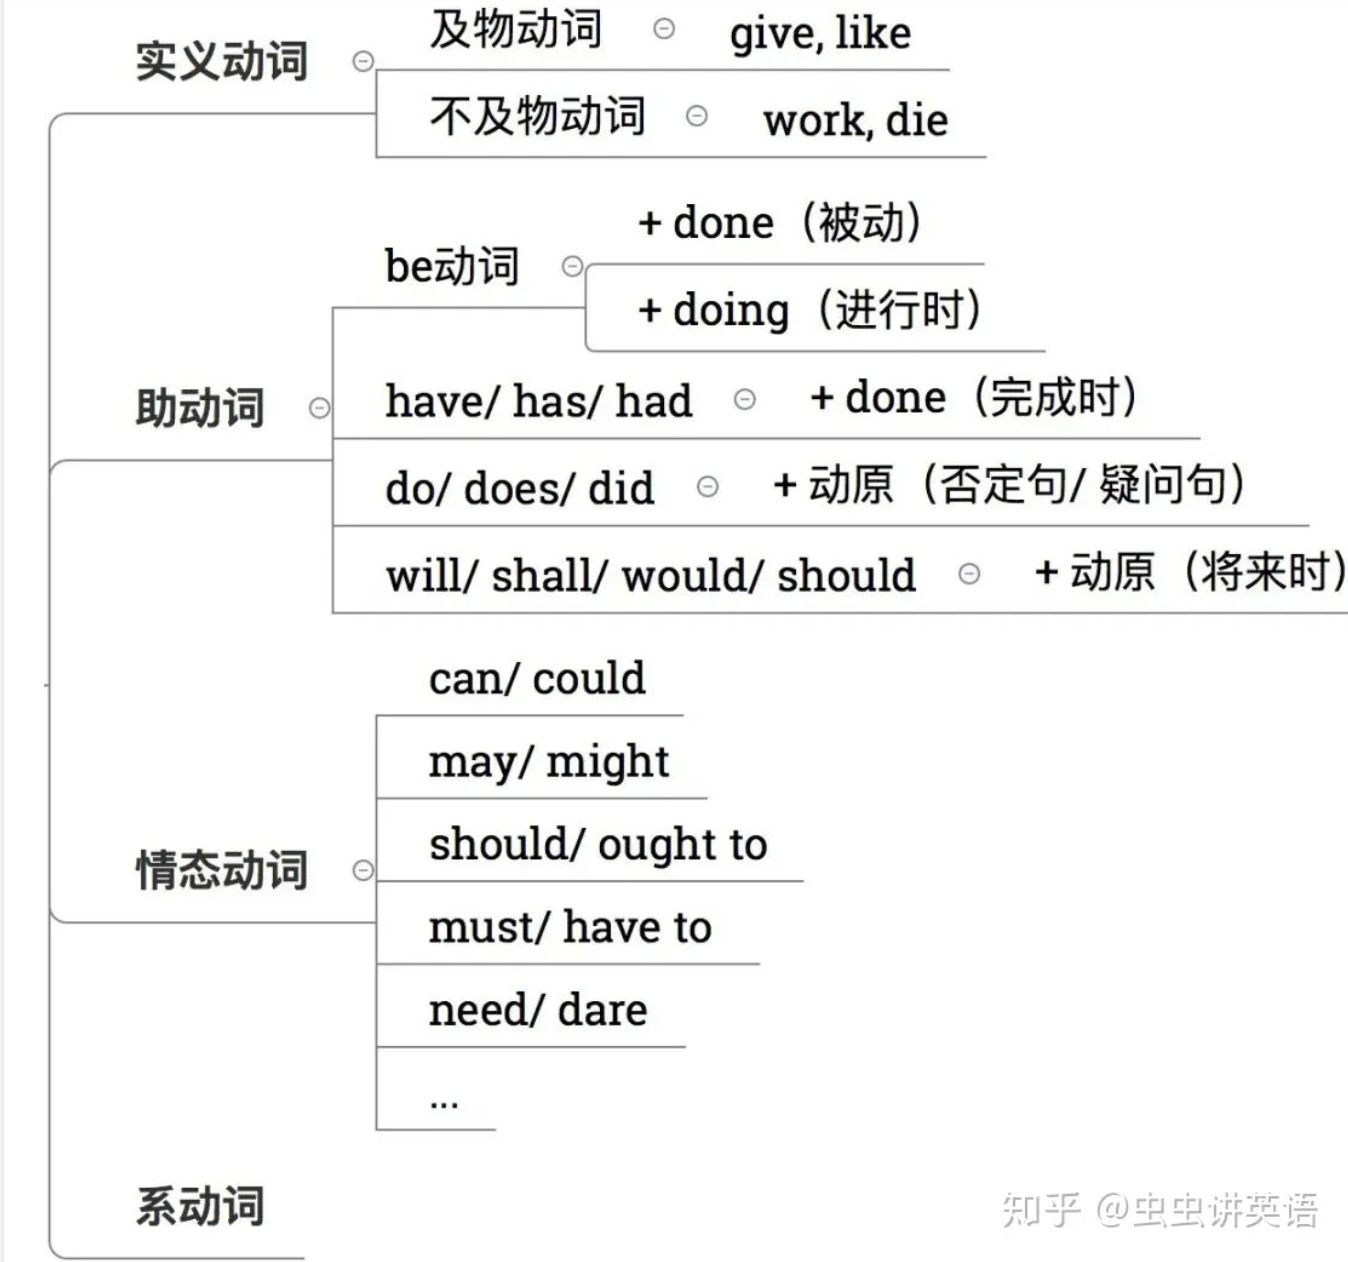 实义动词
及物动词 give, like
不及物动词 work, die
be动词
+ done（被动）
+ doing（进行时）
助动词
have/ has/ had + done（完成时）
do/ does/ did + 动原（否定句/ 疑问句）
will/ shall/ would/ should + 动原（将来时）
情态动词
can/ could
may/ might
should/ ought to
must/ have to
need/ dare
...
系动词
知乎 @虫虫讲英语